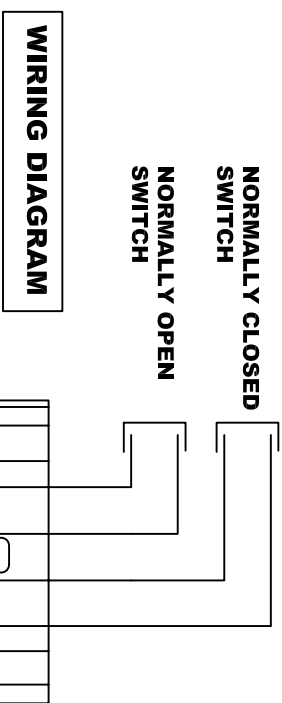 WIRING DIAGRAM
NORMALLY CLOSED
SWITCH
NORMALLY OPEN
SWITCH